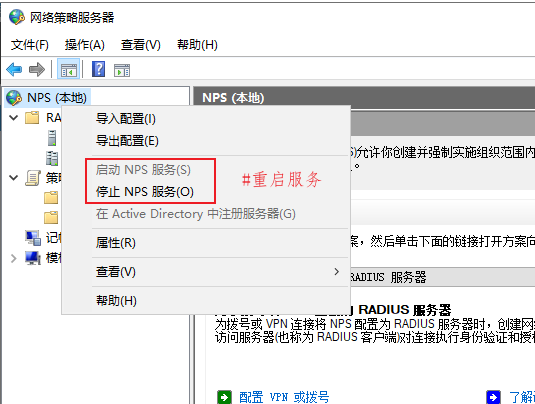 网络策略服务器
文件(F) 操作(A) 查看(V) 帮助(H)
NPS (本地)
NPS (本地)
RA
导入配置(I)
导出配置(E)
启动 NPS 服务(S)
停止 NPS 服务(O)
#重启服务
在 Active Directory 中注册服务器(G)
属性(R)
查看(V)
帮助(H)
策略
记帐
模板
允许你创建并强制实施组织范围内
案，然后单击下面的链接打开方案向
RADIUS 服务器
RADIUS 服务器
为拨号或 VPN 连接将 NPS 配置为 RADIUS 服务器时，创建网络
访问服务器(也称为 RADIUS 客户端)对连接执行身份验证和授权
配置 VPN 或拨号
了解